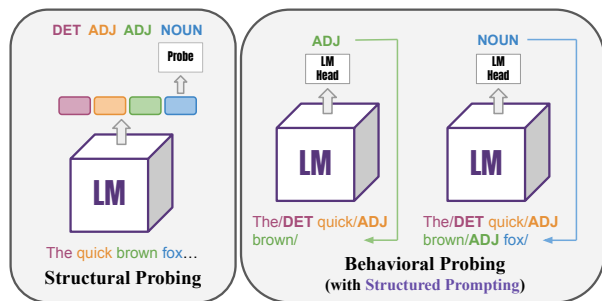 DET ADJ ADJ NOUN
Probe
LM
The quick brown fox...
Structural Probing
ADJ
LM
Head
LM
The/DET quick/ADJ
brown/
NOUN
LM
Head
LM
The/DET quick/ADJ
brown/ADJ fox/
Behavioral Probing
(with Structured Prompting)